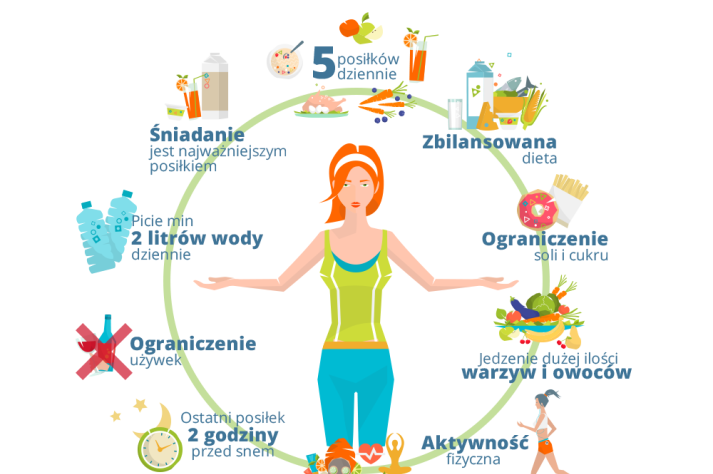 5 posiłków
dziennie
Śniadanie
jest najważniejszym
posiłkiem
Zbilansowana
dieta
Picie min
2 litrów wody
dziennie
Ograniczenie
soli i cukru
Ograniczenie
używek
Jedzenie dużej ilości
warzyw i owoców
Ostatni posiłek
2 godziny
przed snem
Aktywność
fizyczna